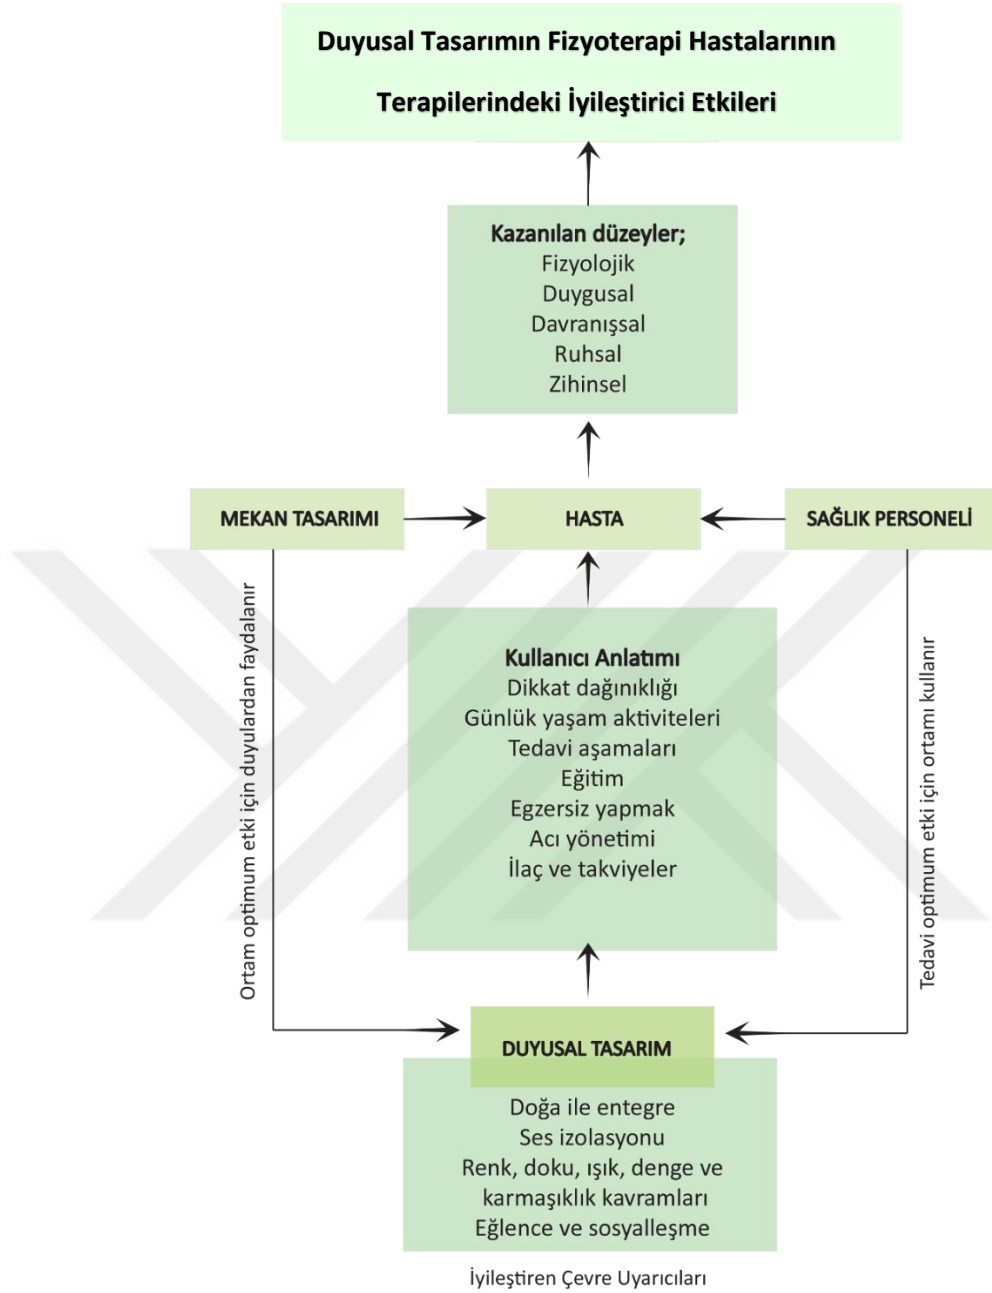 Duyusal Tasarımın Fizyoterapi Hastalarının
Terapilerindeki İyileştirici Etkileri
Kazanılan düzeyler;
Fizyolojik
Duygusal
Davranışsal
Ruhsal
Zihinsel
MEKAN TASARIMI
HASTA
SAĞLIK PERSONELİ
Ortam optimum etki için duyulardan faydalanır
Kullanıcı Anlatımı
Dikkat dağınıklığı
Günlük yaşam aktiviteleri
Tedavi aşamaları
Eğitim
Egzersiz yapmak
Acı yönetimi
İlaç ve takviyeler
Tedavi optimum etki için ortamı kullanır
DUYUSAL TASARIM
Doğa ile entegre
Ses izolasyonu
Renk, doku, ışık, denge ve
karmaşıklık kavramları
Eğlence ve sosyalleşme
İyileştiren Çevre Uyarıcıları